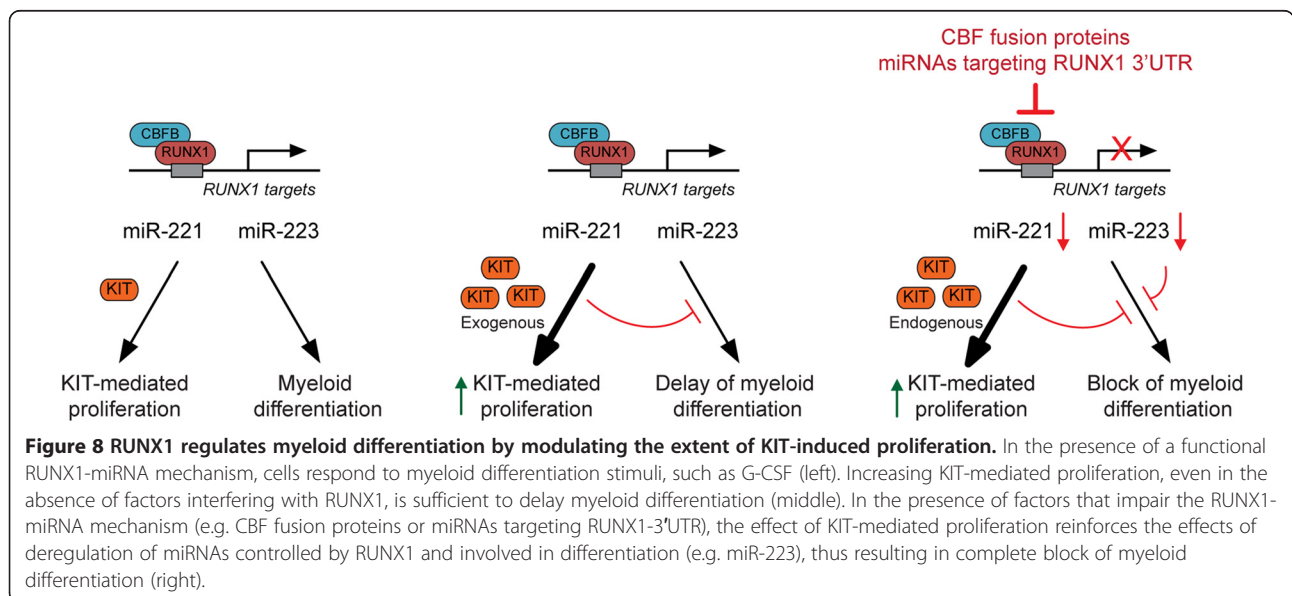 CBF fusion proteins
miRNAs targeting RUNX1 3'UTR
CBFB
RUNX1
RUNX1 targets
miR-221 miR-223
KIT
KIT-mediated
proliferation
Myeloid
differentiation
CBFB
RUNX1
RUNX1 targets
miR-221 miR-223
KIT
KIT KIT
Exogenous
KIT-mediated
proliferation
Delay of myeloid
differentiation
CBFB
RUNX1
X
RUNX1 targets
miR-221 miR-223
KIT
KIT KIT
Endogenous
KIT-mediated
proliferation
Block of myeloid
differentiation
Figure 8 RUNX1 regulates myeloid differentiation by modulating the extent of KIT-induced proliferation. In the presence of a functional
RUNX1-miRNA mechanism, cells respond to myeloid differentiation stimuli, such as G-CSF (left). Increasing KIT-mediated proliferation, even in the
absence of factors interfering with RUNX1, is sufficient to delay myeloid differentiation (middle). In the presence of factors that impair the RUNX1-
miRNA mechanism (e.g. CBF fusion proteins or miRNAs targeting RUNX1-3′UTR), the effect of KIT-mediated proliferation reinforces the effects of
deregulation of miRNAs controlled by RUNX1 and involved in differentiation (e.g. miR-223), thus resulting in complete block of myeloid
differentiation (right).